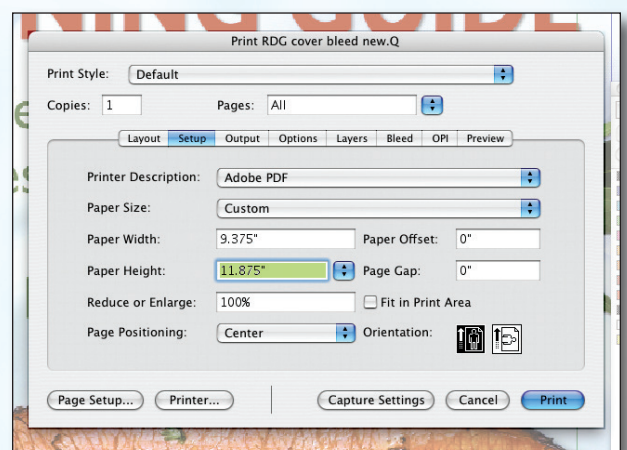 NING GUIDE
Print RDG cover bleed new.Q
Print Style: Default
Copies: 1 Pages: All
Layout Setup Output Options Layers Bleed OPI Preview
Printer Description: Adobe PDF
Paper Size: Custom
Paper Width: 9.375" Paper Offset: 0"
Paper Height: 11.875" Page Gap: 0"
Reduce or Enlarge: 100% Fit in Print Area
Page Positioning: Center Orientation:
Page Setup... Printer... Capture Settings Cancel Print